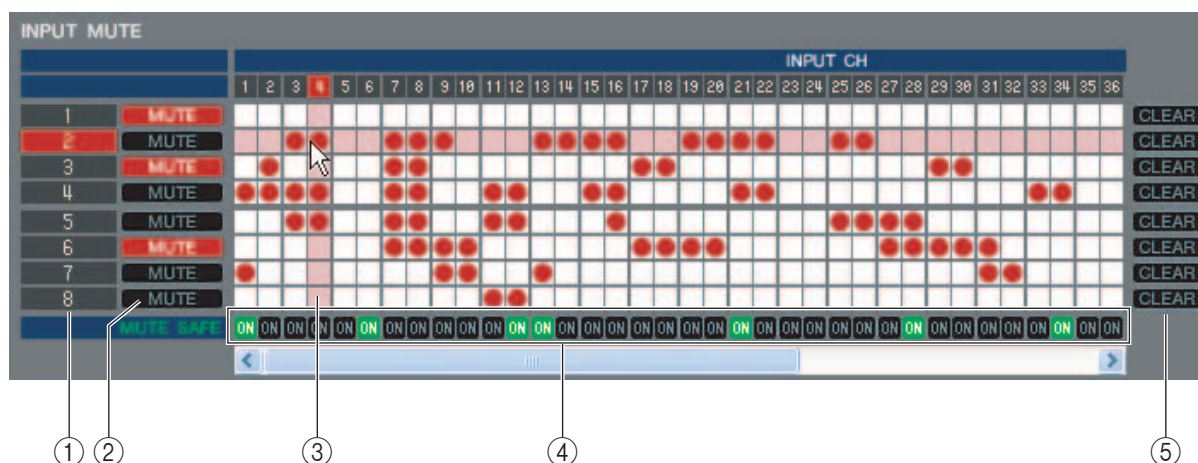 INPUT MUTE
INPUT CH
1 2 3 4 5 6 7 8 9 10 11 12 13 14 15 16 17 18 19 20 21 22 23 24 25 26 27 28 29 30 31 32 33 34 35 36
1 MUTE CLEAR
2 MUTE CLEAR
3 MUTE CLEAR
4 MUTE CLEAR
5 MUTE CLEAR
6 MUTE CLEAR
7 MUTE CLEAR
8 MUTE CLEAR
MUTE SAFE ON ON ON ON ON ON ON ON ON ON ON ON ON ON ON ON ON ON ON ON ON ON ON ON ON ON ON ON ON ON ON ON ON ON ON ON
① ② ③ ④ ⑤